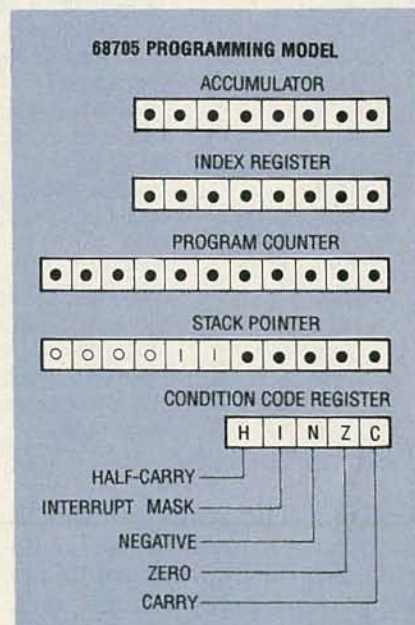 68705 PROGRAMMING MODEL
ACCUMULATOR
INDEX REGISTER
PROGRAM COUNTER
STACK POINTER
0 0 0 0 1 1
CONDITION CODE REGISTER
H I N Z C
HALF-CARRY
INTERRUPT MASK
NEGATIVE
ZERO
CARRY